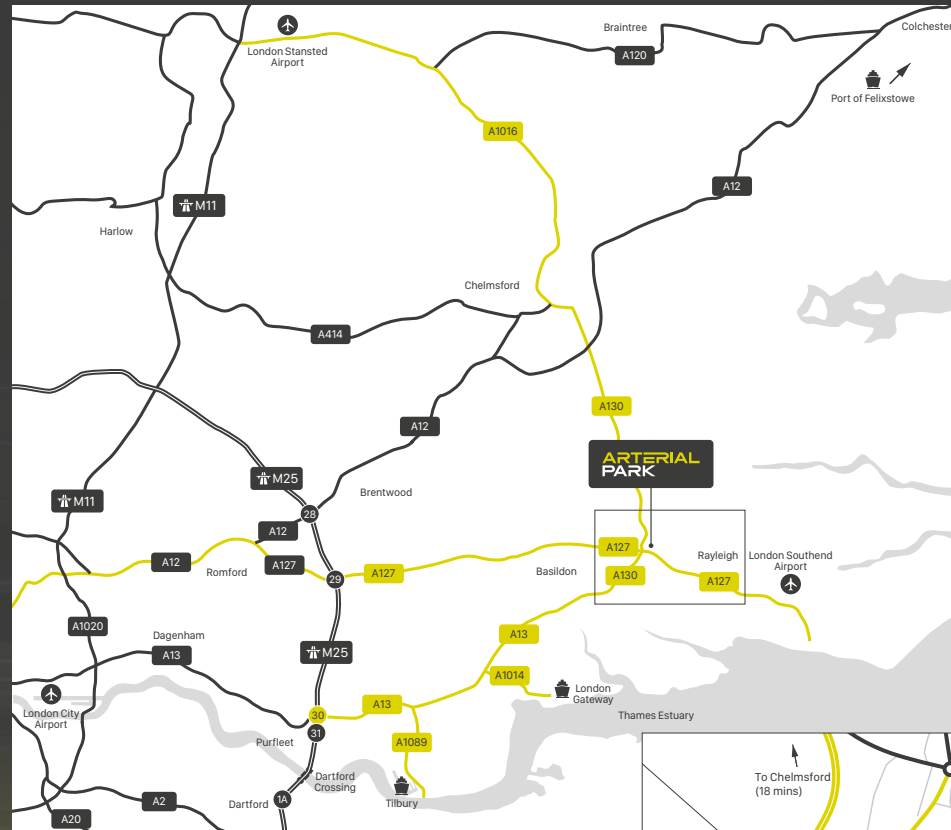 Braintree
Colchester
London Stansted
Airport
A120
Port of Felixstowe
A1016
A12
M11
Harlow
Chelmsford
A414
A130
A12
ARTERIAL
PARK
M25
Brentwood
M11
28
A12
A127
Rayleigh
London Southend
Airport
A12
Romford
A127
29
A127
Basildon
A130
A127
A1020
Dagenham
A13
A13
M25
A1014
London
Gateway
London City
Airport
A13
30
Thames Estuary
31
Purfleet
A1089
Dartford
Crossing
To Chelmsford
(18 mins)
Tilbury
Dartford
1A
A2
A20